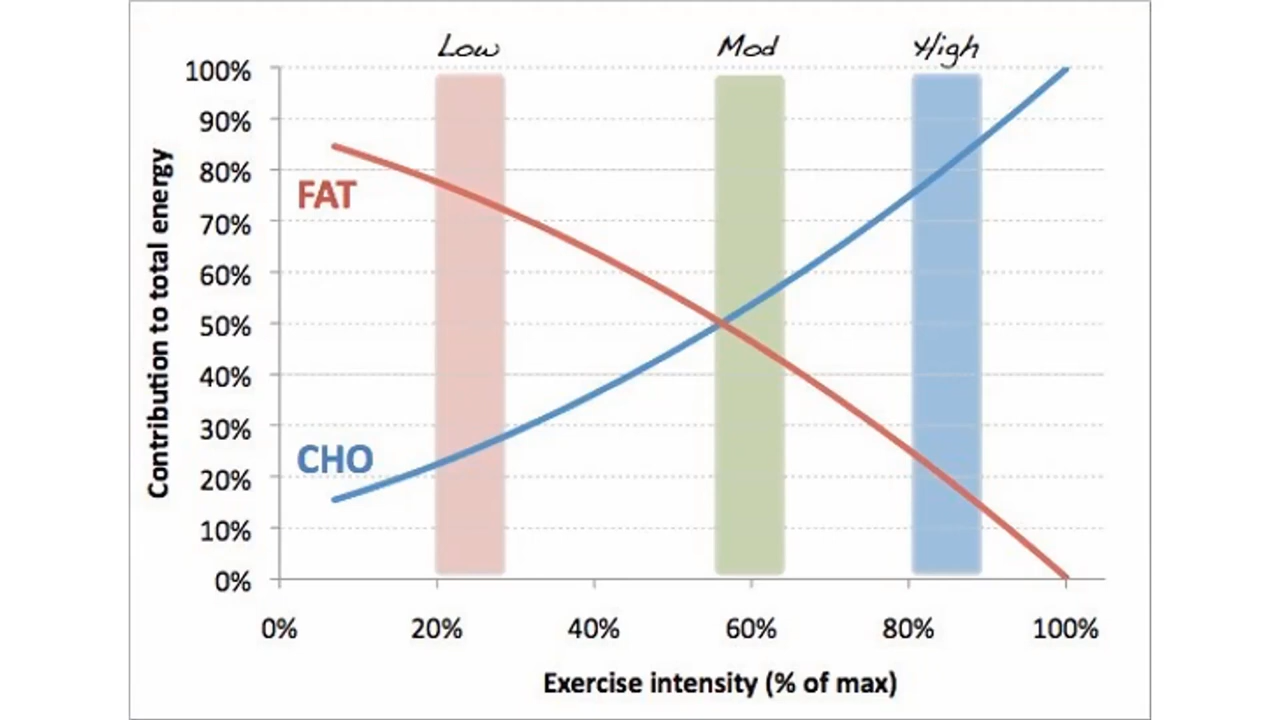 Low Mod High
100%
90%
80%
70%
60%
50%
40%
30%
20%
10%
0%
FAT
CHO
Contribution to total energy
0% 20% 40% 60% 80% 100%
Exercise intensity (% of max)